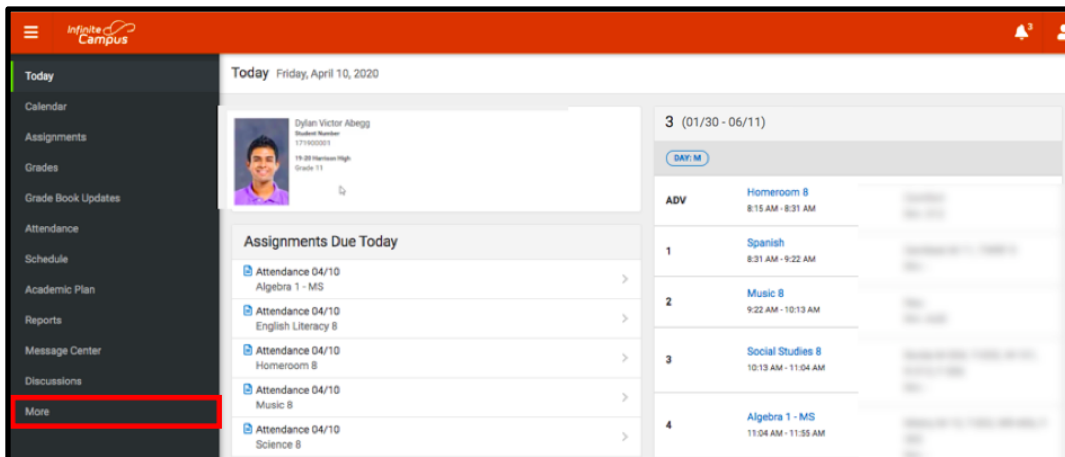 Infinite
Campus
3
Today
Calendar
Assignments
Grades
Grade Book Updates
Attendance
Schedule
Academic Plan
Reports
Message Center
Discussions
More
Today Friday, April 10, 2020
Dylan Victor Abegg
Student Number
171900001
19-20 Harrison High
Grade 11
Assignments Due Today
Attendance 04/10
Algebra 1 - MS
Attendance 04/10
English Literacy 8
Attendance 04/10
Homeroom 8
Attendance 04/10
Music 8
Attendance 04/10
Science 8
3 (01/30 - 06/11)
DAY: M
ADV Homeroom 8
8:15 AM - 8:31 AM
1 Spanish
8:31 AM - 9:22 AM
2 Music 8
9:22 AM - 10:13 AM
3 Social Studies 8
10:13 AM - 11:04 AM
4 Algebra 1 - MS
11:04 AM - 11:55 AM